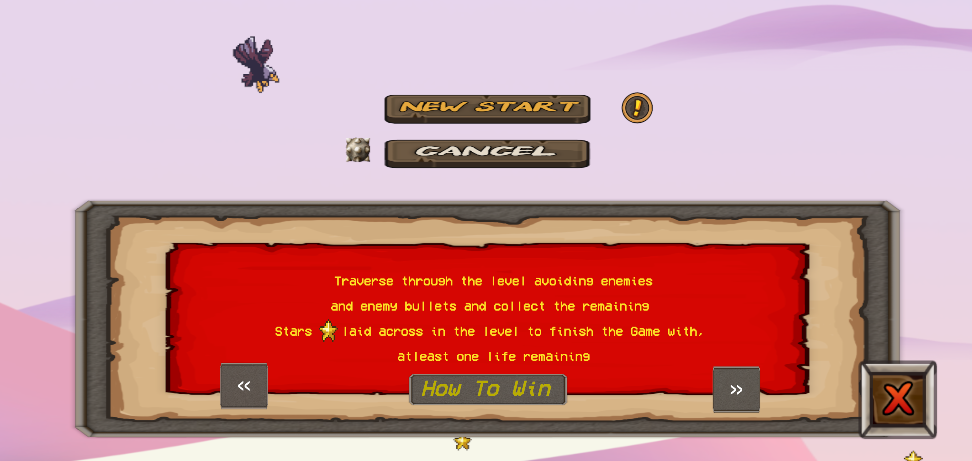 NEW START
!
CANCEL
Traverse through the level avoiding enemies
and enemy bullets and collect the remaining
Stars laid across in the level to finish the Game with,
atleast one life remaining
<<
How To Win
>>
X